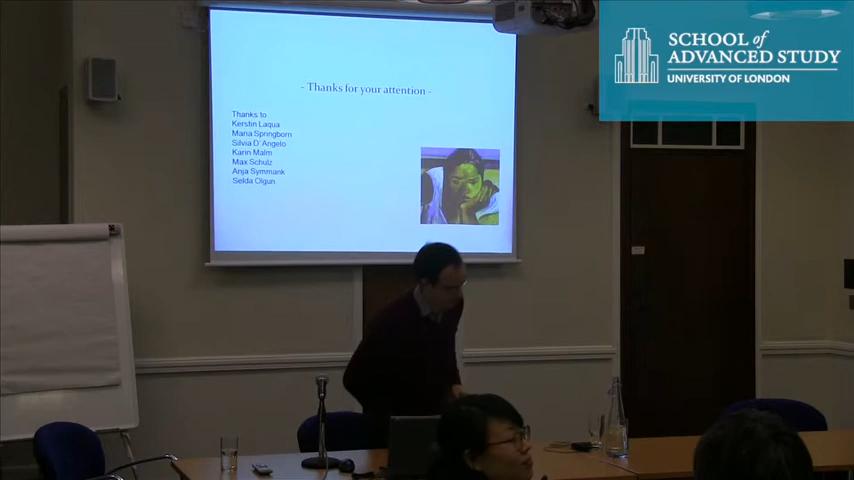 SCHOOL of
ADVANCED STUDY
UNIVERSITY OF LONDON
- Thanks for your attention -
Thanks to
Kerstin Laqua
Maria Springborn
Silvia D´Angelo
Karin Malm
Max Schulz
Anja Symmank
Selda Olgun